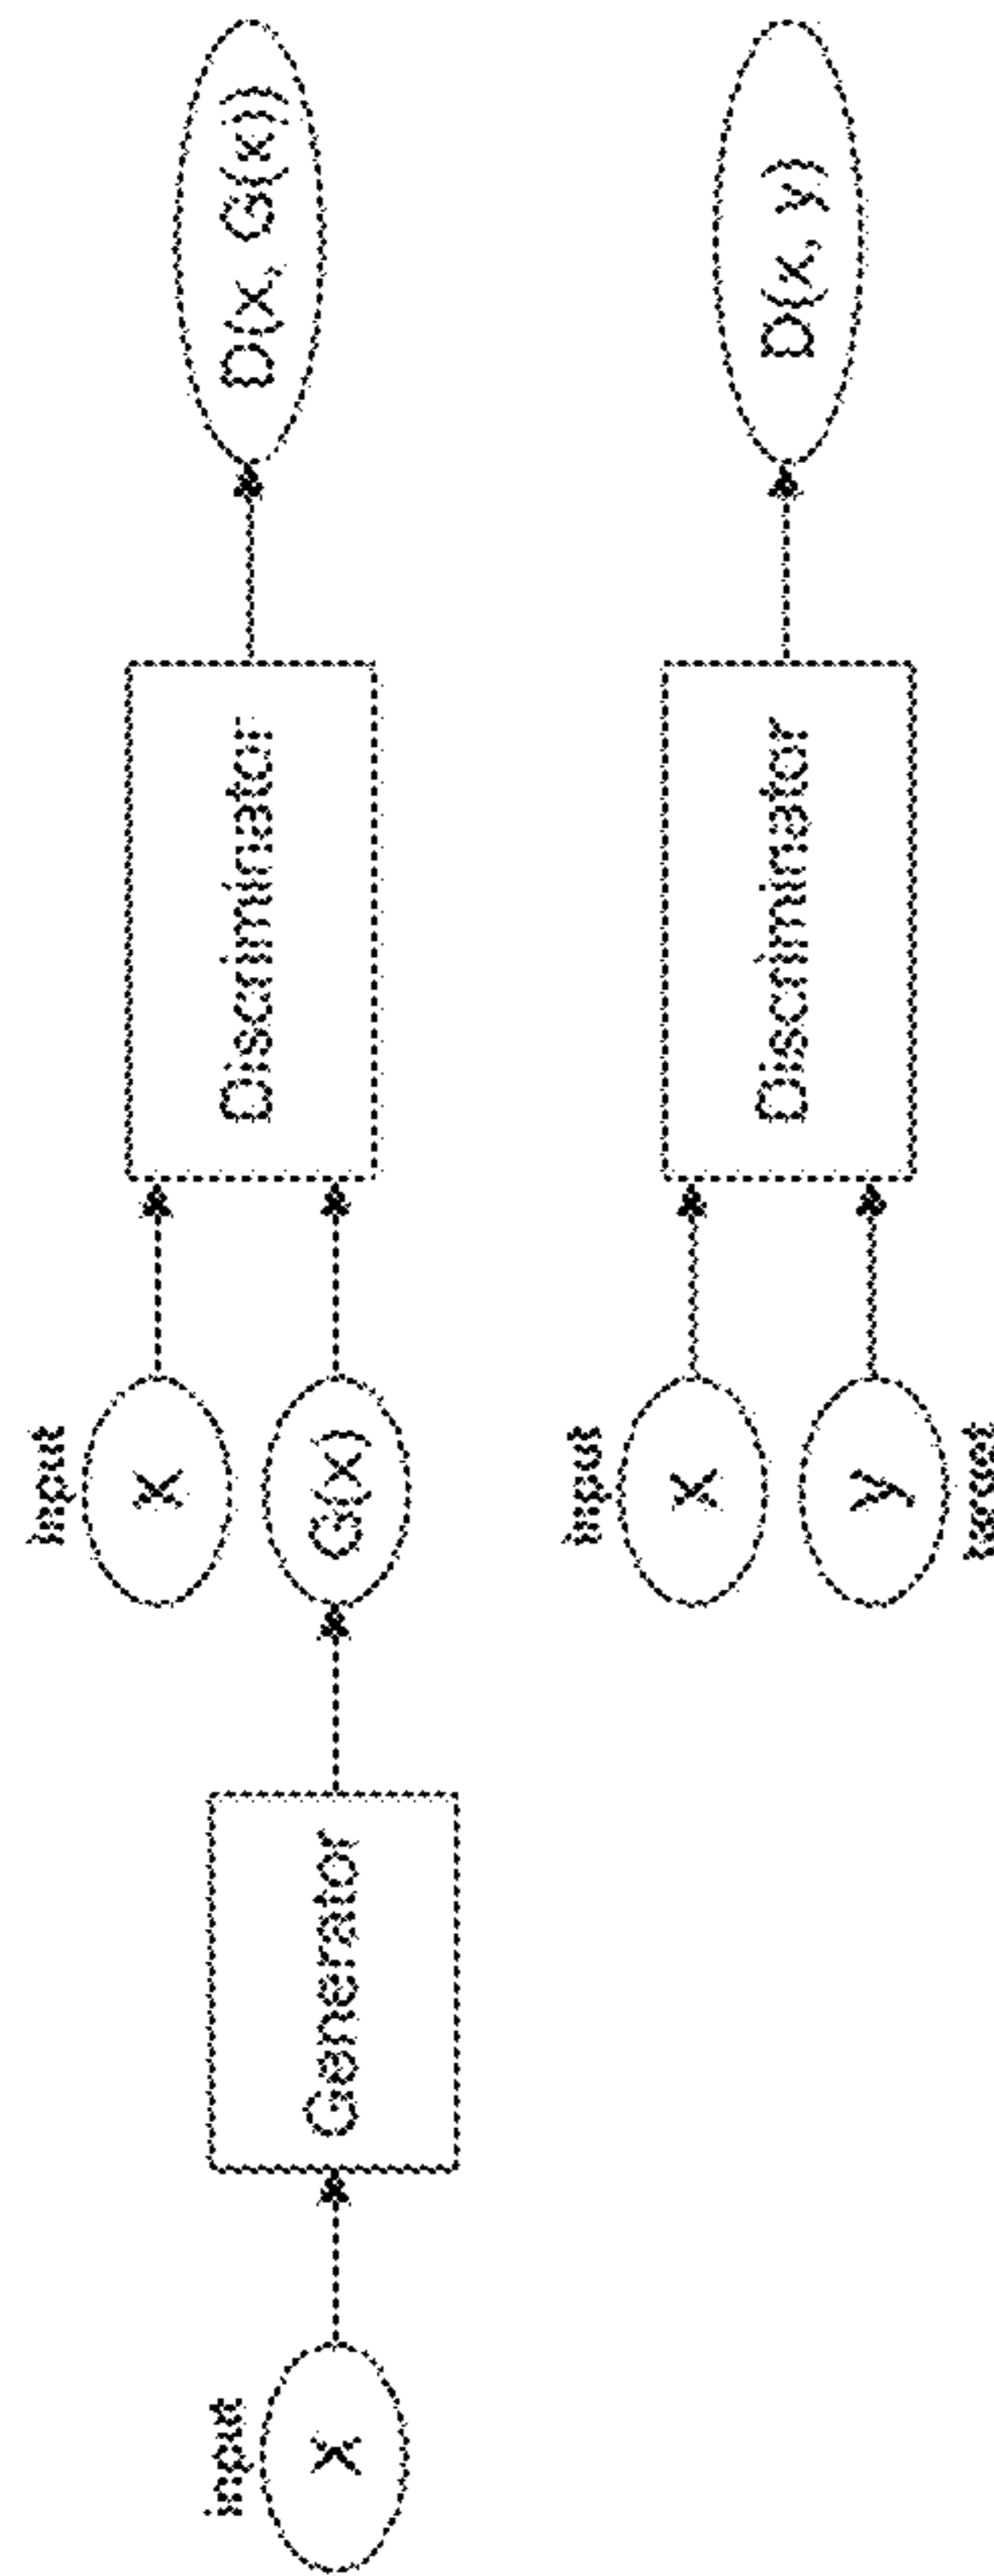 input
x
Generator
G(x)
input
x
Discriminator
D(x, G(x))
input
x
y
target
Discriminator
D(x, y)